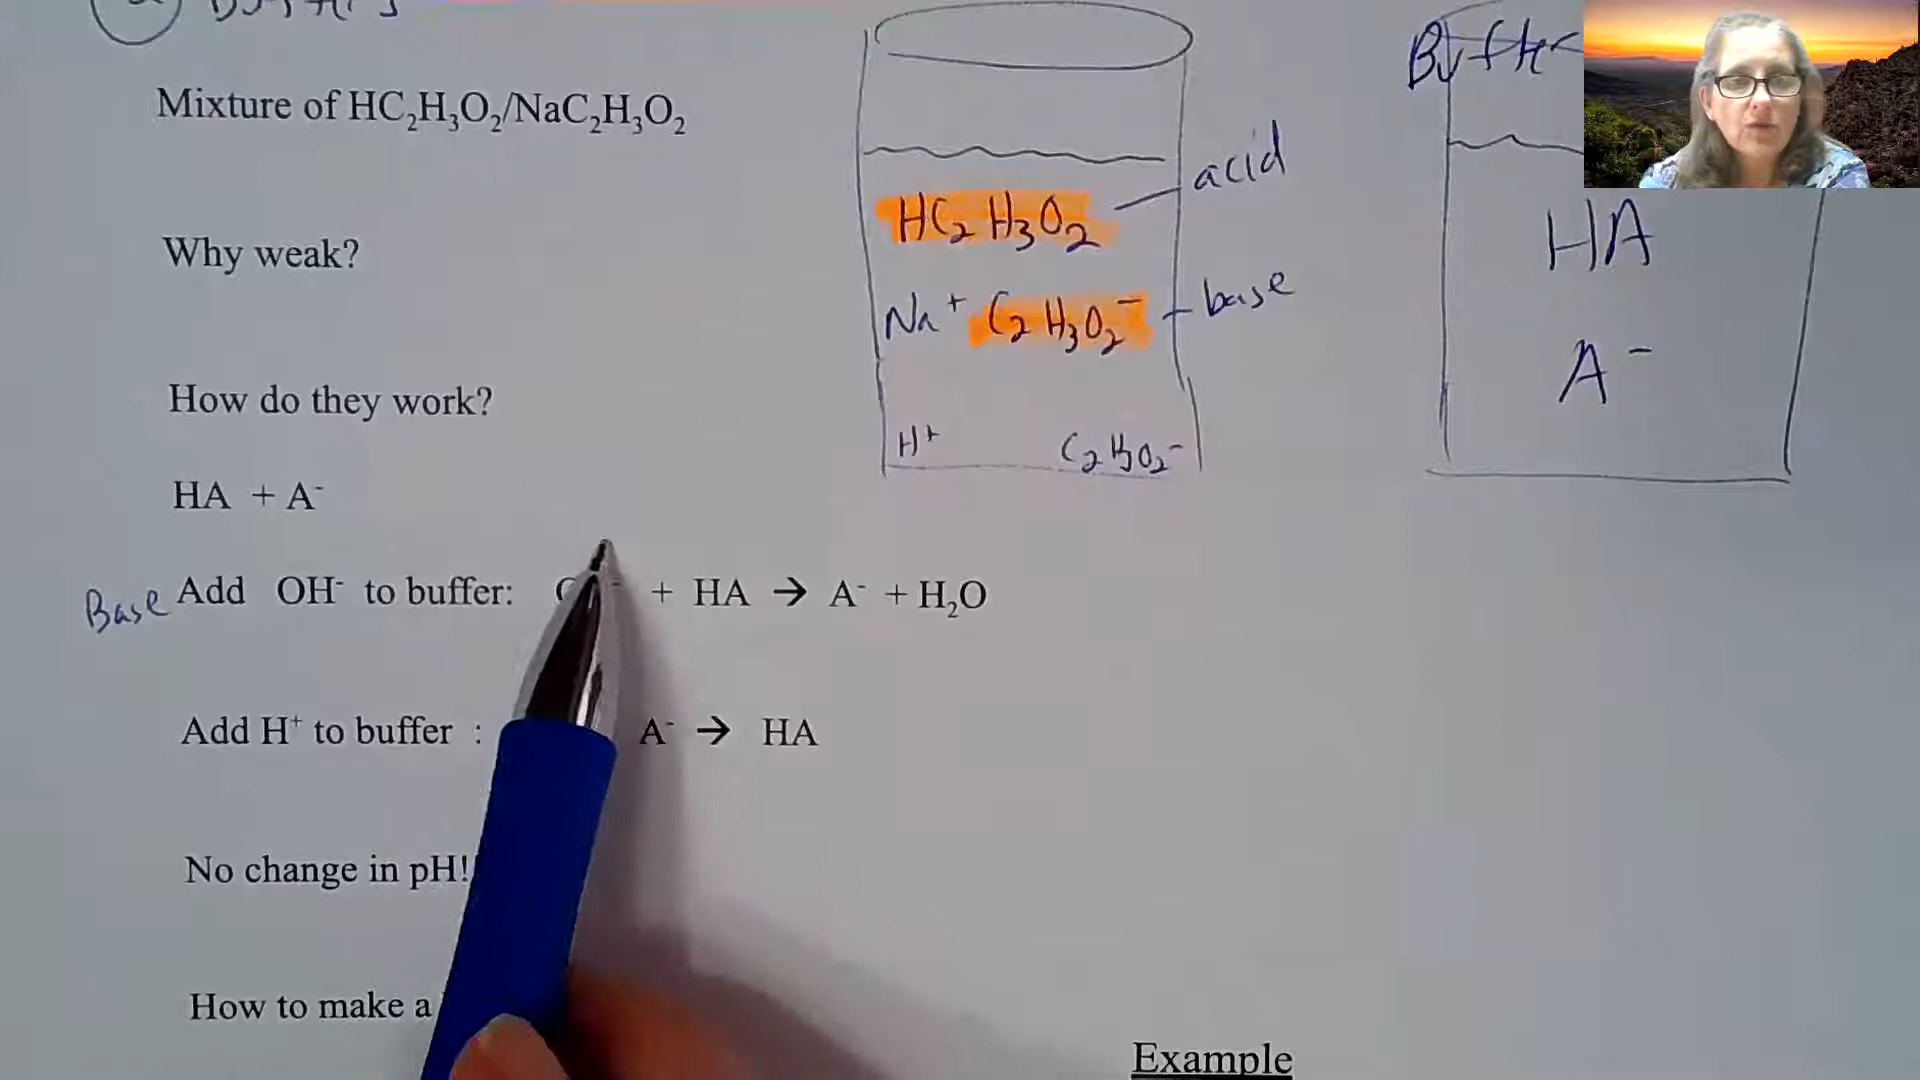 Mixture of HC₂H₃O₂/NaC₂H₃O₂
Why weak?
How do they work?
HA + A⁻
Base Add OH⁻ to buffer: + HA → A⁻ + H₂O
Add H⁺ to buffer : A⁻ → HA
No change in pH!
How to make a
Example
HC₂H₃O₂ acid
Na⁺ C₂H₃O₂⁻ base
H⁺ C₂H₃O₂⁻
Buffer
HA
A⁻